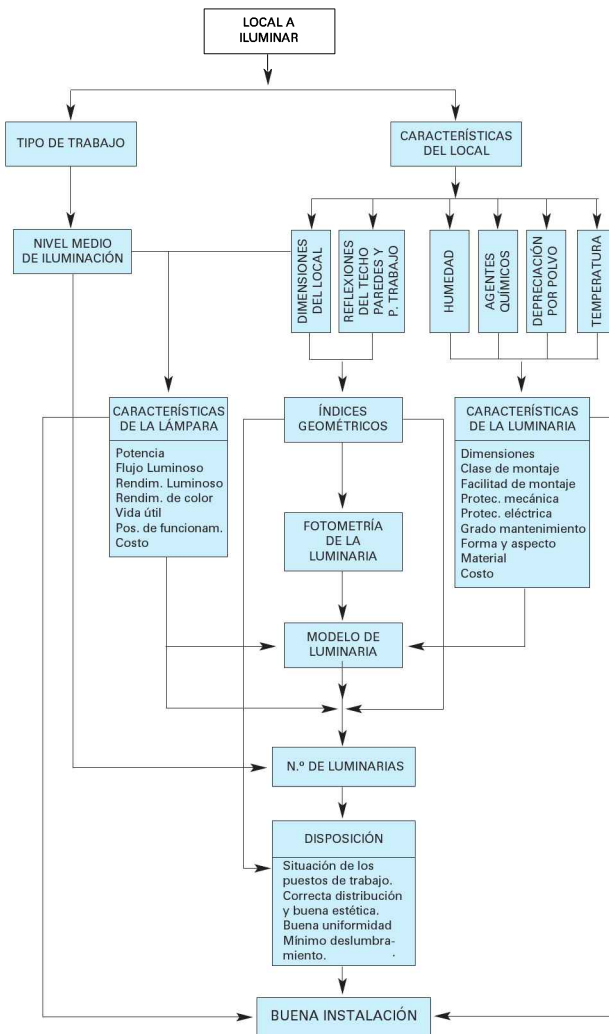 LOCAL A
ILUMINAR
TIPO DE TRABAJO
CARACTERÍSTICAS
DEL LOCAL
NIVEL MEDIO
DE ILUMINACIÓN
DIMENSIONES
DEL LOCAL
REFLEXIONES
DEL TECHO
PAREDES Y
P. TRABAJO
HUMEDAD
AGENTES
QUÍMICOS
DEPRECIACIÓN
POR POLVO
TEMPERATURA
CARACTERÍSTICAS
DE LA LÁMPARA
Potencia
Flujo Luminoso
Rendim. Luminoso
Rendim. de color
Vida útil
Pos. de funcionam.
Costo
ÍNDICES
GEOMÉTRICOS
CARACTERÍSTICAS
DE LA LUMINARIA
Dimensiones
Clase de montaje
Facilitad de montaje
Protec. mecánica
Protec. eléctrica
Grado mantenimiento
Forma y aspecto
Material
Costo
FOTOMETRÍA
DE LA
LUMINARIA
MODELO DE
LUMINARIA
N.º DE LUMINARIAS
DISPOSICIÓN
Situación de los
puestos de trabajo.
Correcta distribución
y buena estética.
Buena uniformidad
Mínimo deslumbra-
miento.
BUENA INSTALACIÓN